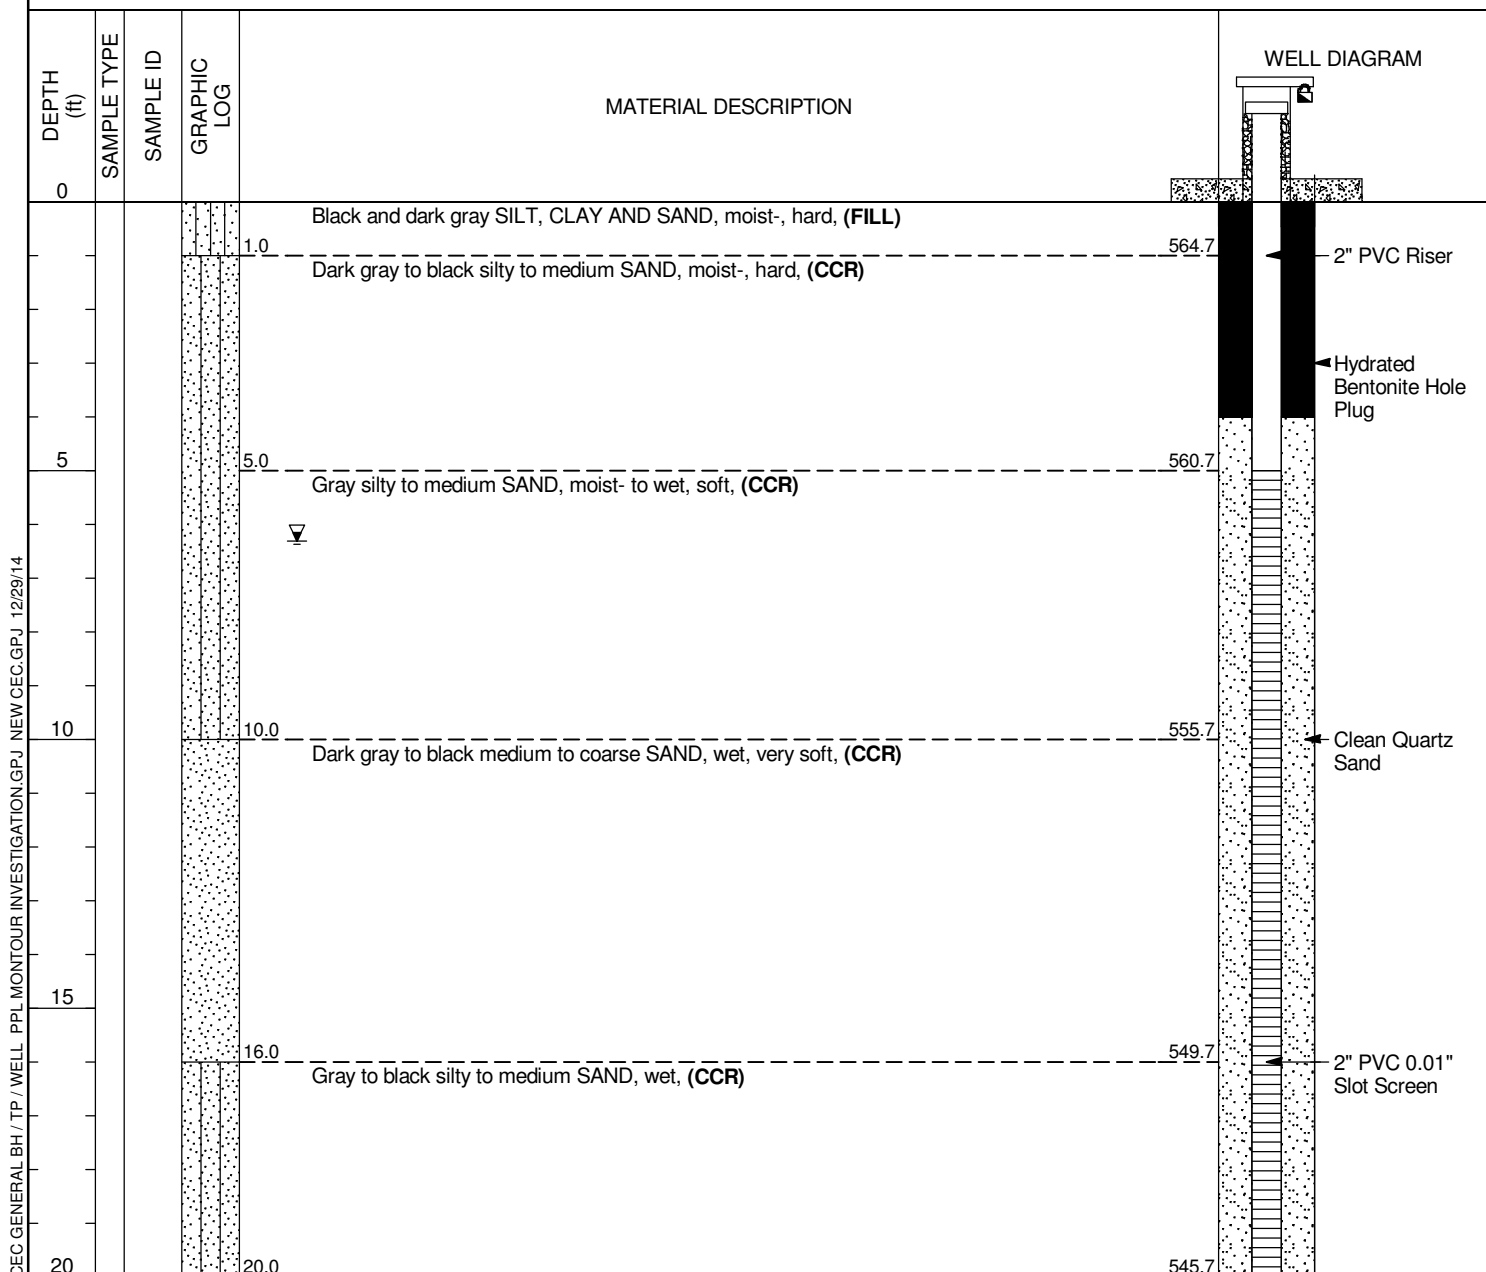 DEPTH
(ft)
SAMPLE TYPE
SAMPLE ID
GRAPHIC
LOG
MATERIAL DESCRIPTION
WELL DIAGRAM
0
Black and dark gray SILT, CLAY AND SAND, moist-, hard, (FILL)
1.0
564.7
2" PVC Riser
Dark gray to black silty to medium SAND, moist-, hard, (CCR)
Hydrated
Bentonite Hole
Plug
5
5.0
560.7
Gray silty to medium SAND, moist- to wet, soft, (CCR)
10
10.0
555.7
Clean Quartz
Sand
Dark gray to black medium to coarse SAND, wet, very soft, (CCR)
15
16.0
549.7
2" PVC 0.01"
Slot Screen
Gray to black silty to medium SAND, wet, (CCR)
20
20.0
545.7
CEC GENERAL BH / TP / WELL PPL MONTOUR INVESTIGATION.GPJ NEW CEC.GPJ 12/29/14